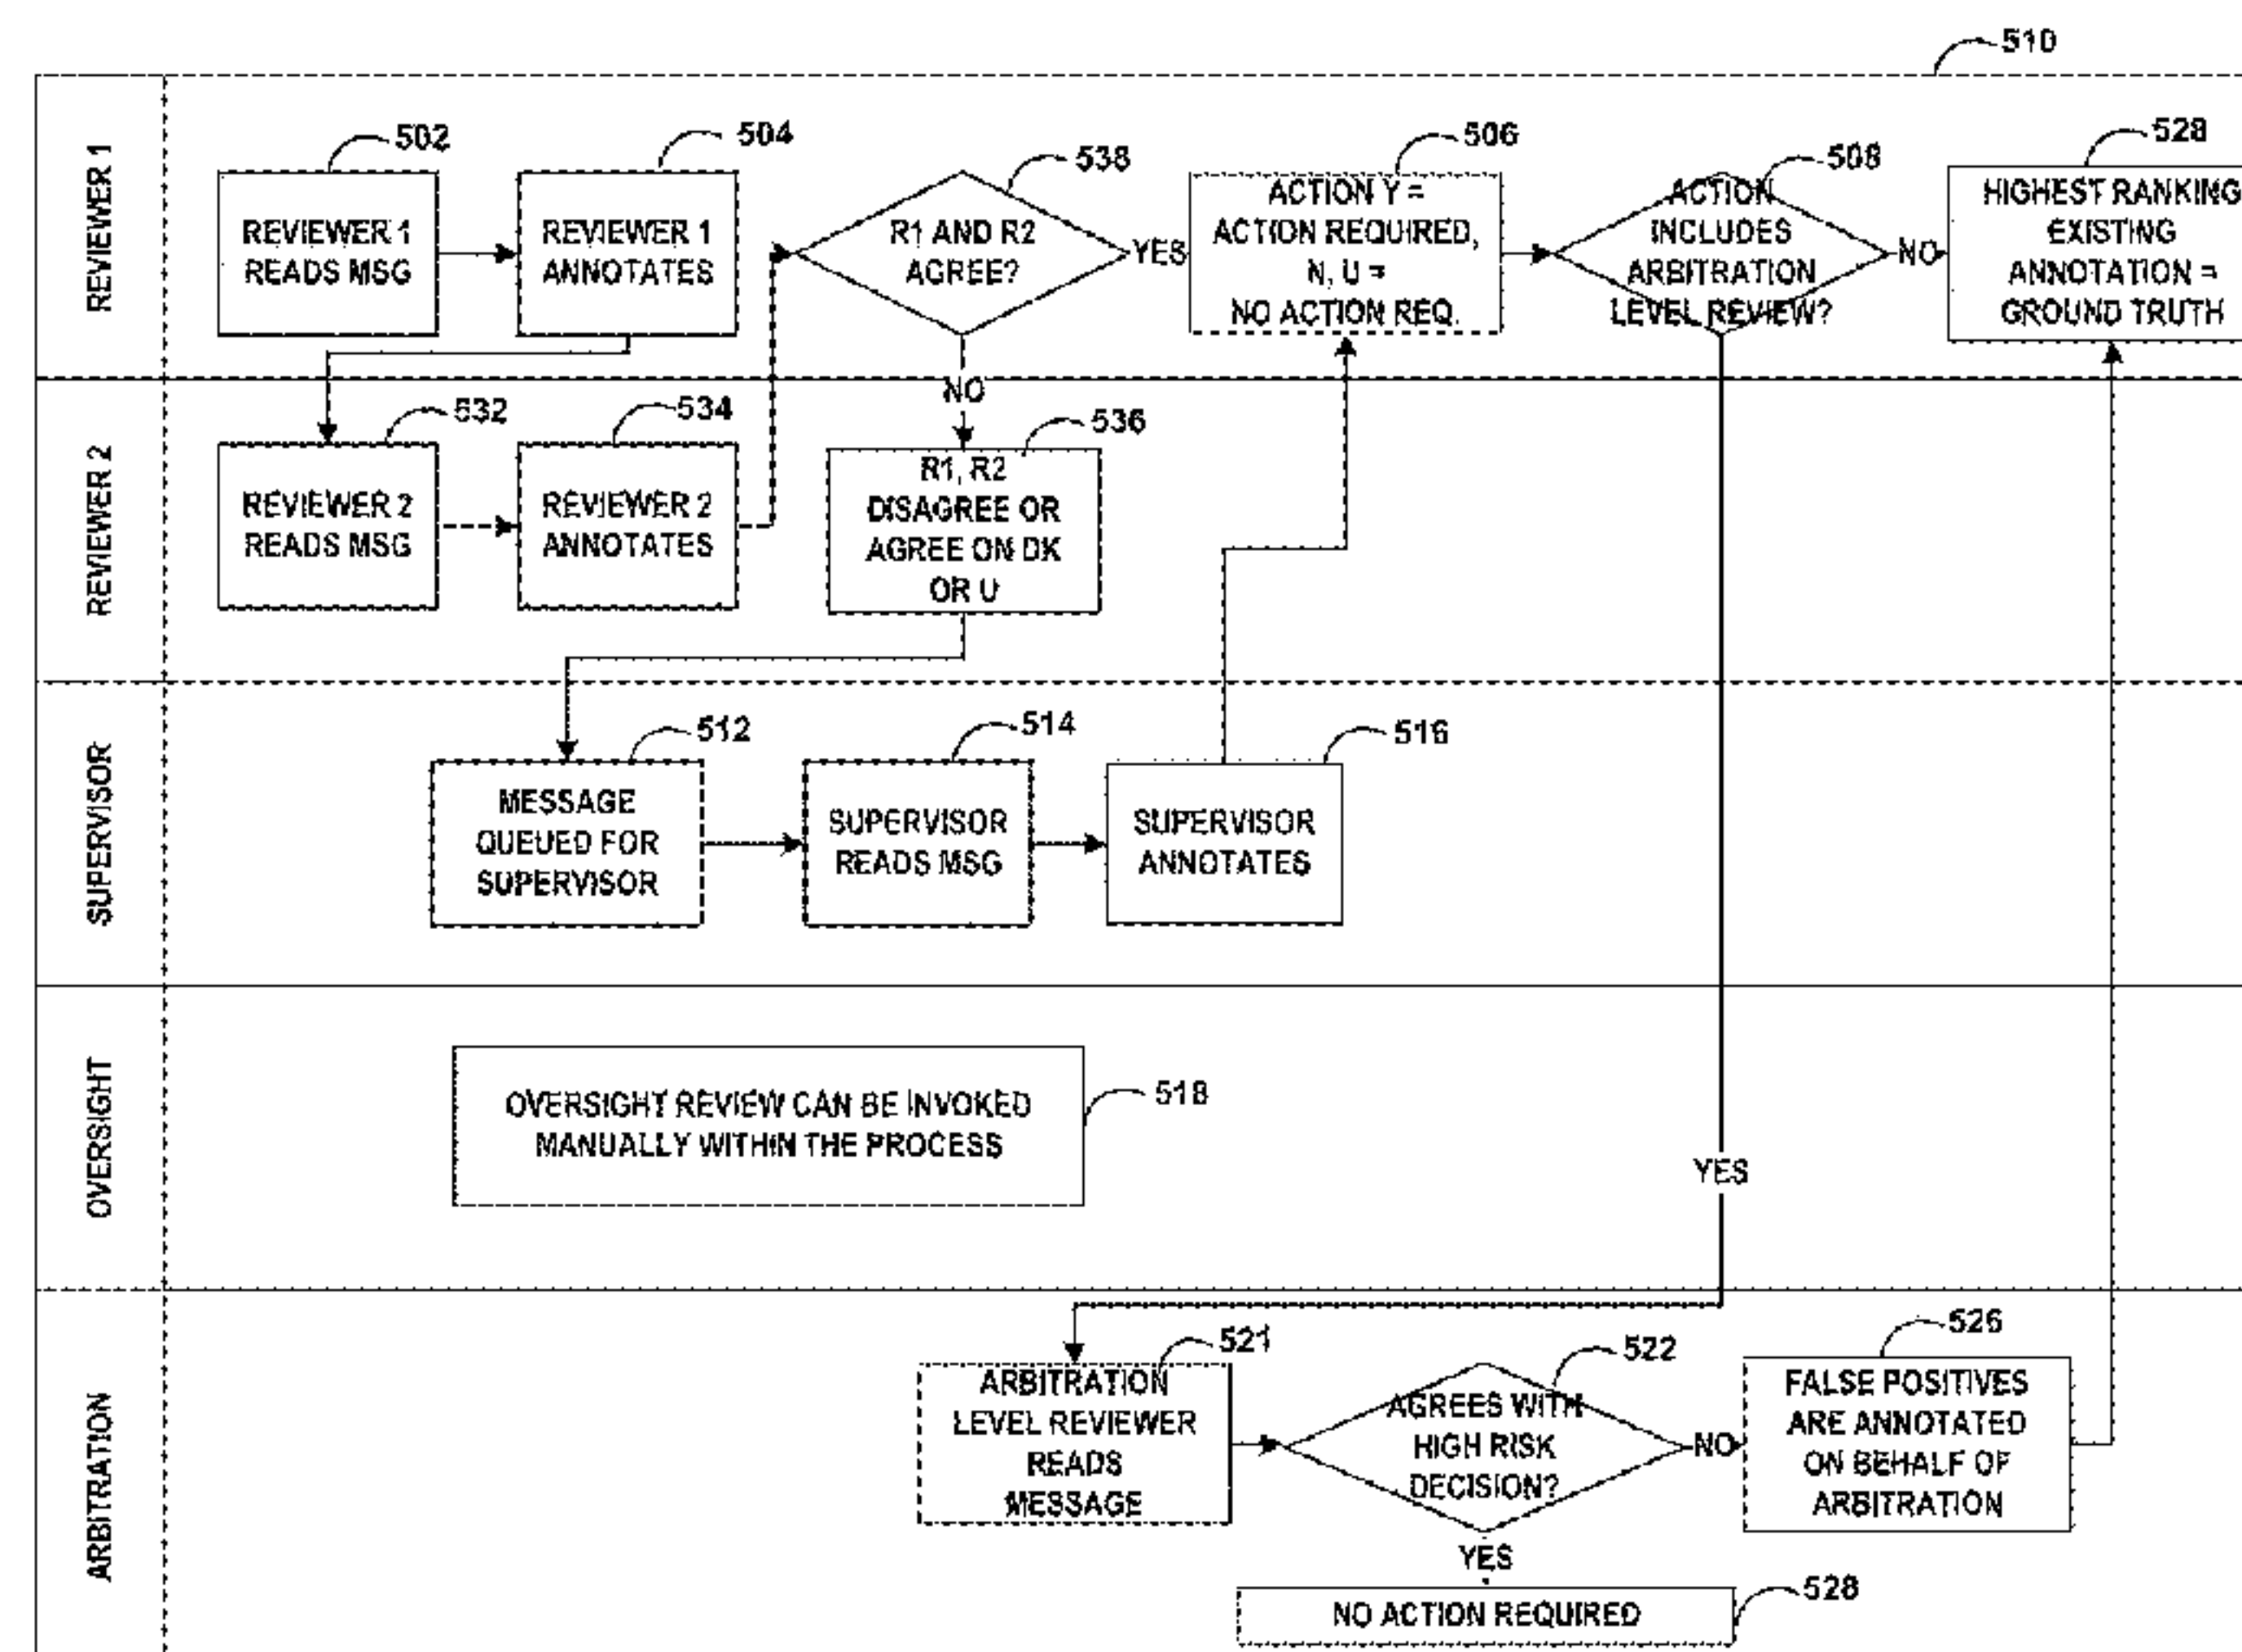 510
REVIEWER 1
502
504
538
506
508
528
REVIEWER 1
READS MSG
REVIEWER 1
ANNOTATES
R1 AND R2
AGREE?
YES
ACTION Y =
ACTION REQUIRED,
N, U =
NO ACTION REQ.
ACTION
INCLUDES
ARBITRATION
LEVEL REVIEW?
NO
HIGHEST RANKING
EXISTING
ANNOTATION =
GROUND TRUTH
NO
REVIEWER 2
532
534
536
REVIEWER 2
READS MSG
REVIEWER 2
ANNOTATES
R1, R2
DISAGREE OR
AGREE ON DK
OR U
SUPERVISOR
512
514
516
MESSAGE
QUEUED FOR
SUPERVISOR
SUPERVISOR
READS MSG
SUPERVISOR
ANNOTATES
OVERSIGHT
518
OVERSIGHT REVIEW CAN BE INVOKED
MANUALLY WITHIN THE PROCESS
YES
ARBITRATION
521
522
526
ARBITRATION
LEVEL REVIEWER
READS
MESSAGE
AGREES WITH
HIGH RISK
DECISION?
NO
FALSE POSITIVES
ARE ANNOTATED
ON BEHALF OF
ARBITRATION
YES
528
NO ACTION REQUIRED